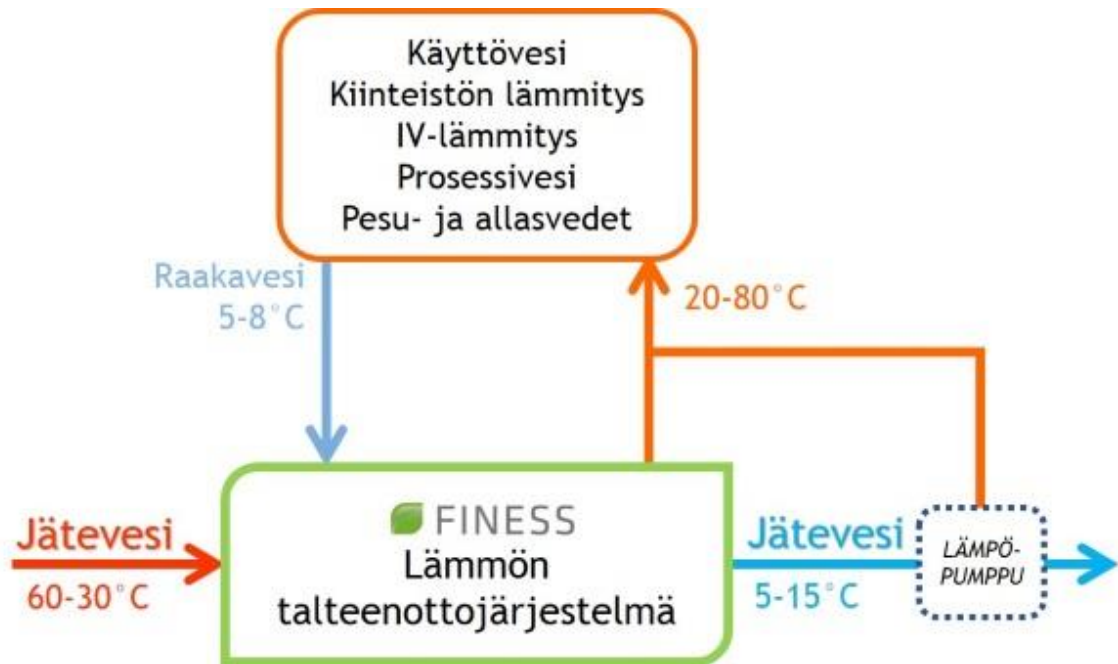 Käyttövesi
Kiinteistön lämmitys
IV-lämmitys
Prosessivesi
Pesu- ja allasvedet
Raakavesi
5-8°C
20-80°C
Jätevesi
60-30°C
FINESS
Lämmön
talteenottojärjestelmä
Jätevesi
5-15°C
LÄMPÖ-
PUMPPU